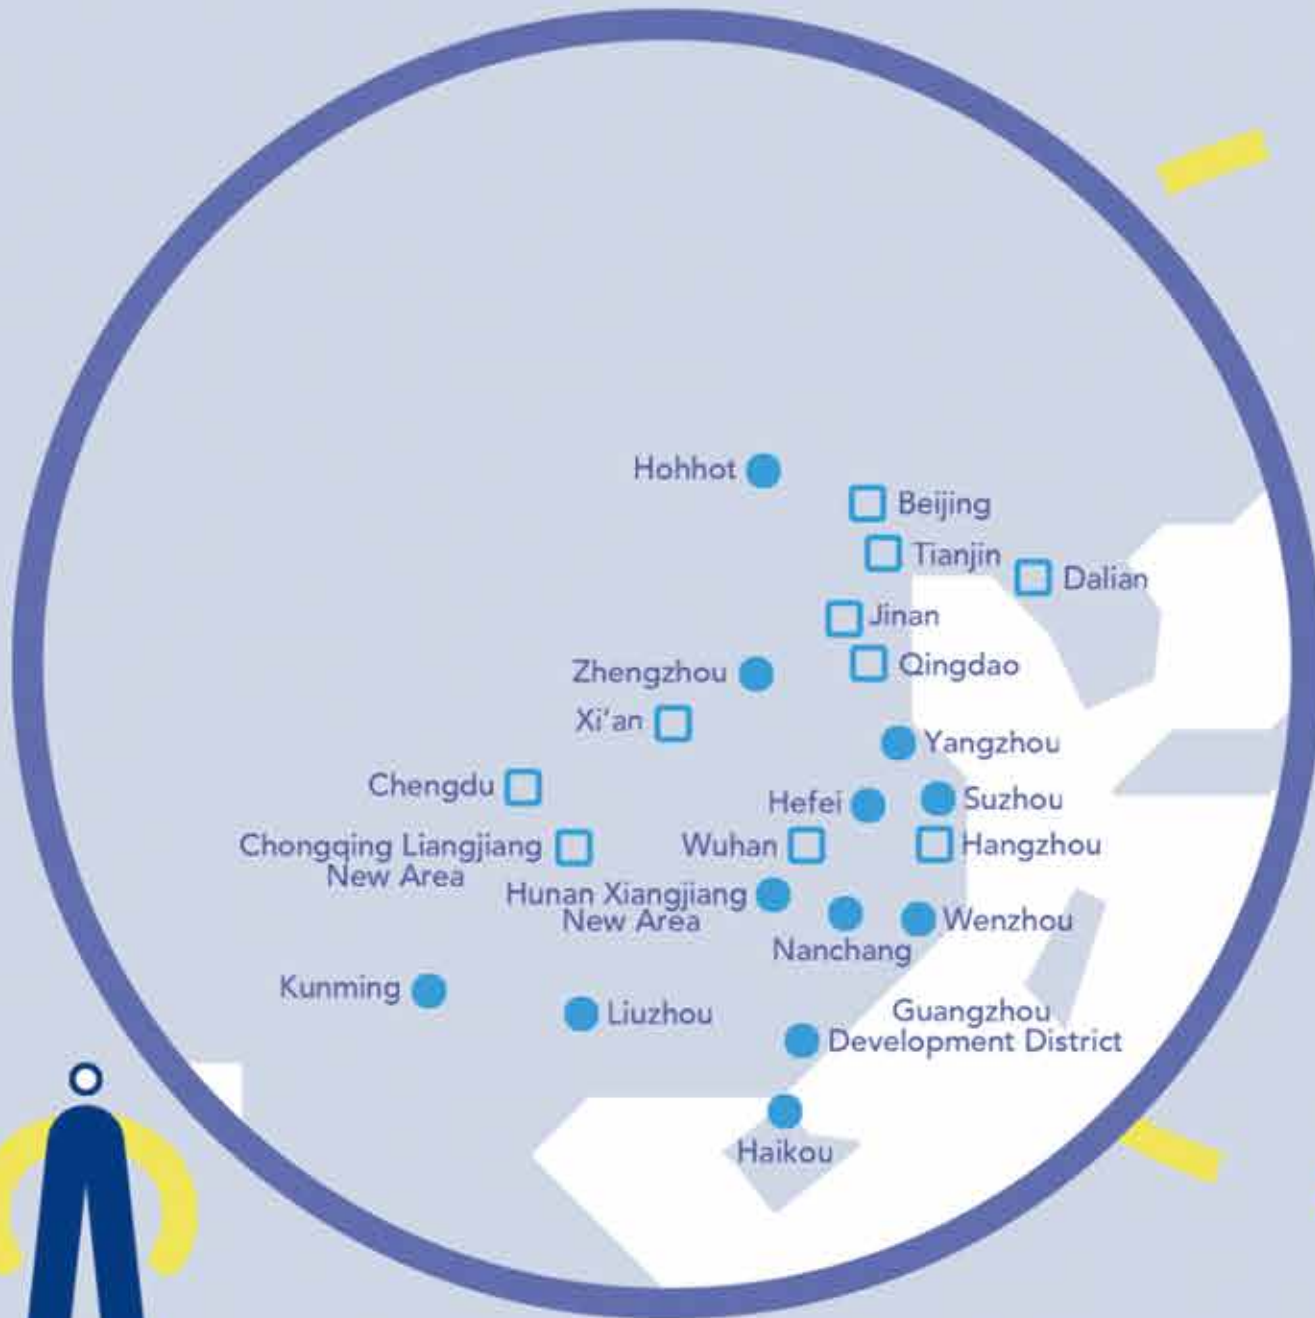 Hohhot
Beijing
Tianjin
Dalian
Jinan
Qingdao
Zhengzhou
Xi'an
Yangzhou
Chengdu
Hefei
Suzhou
Chongqing Liangjiang
New Area
Wuhan
Hangzhou
Hunan Xiangjiang
New Area
Nanchang
Wenzhou
Kunming
Liuzhou
Guangzhou
Development District
Haikou